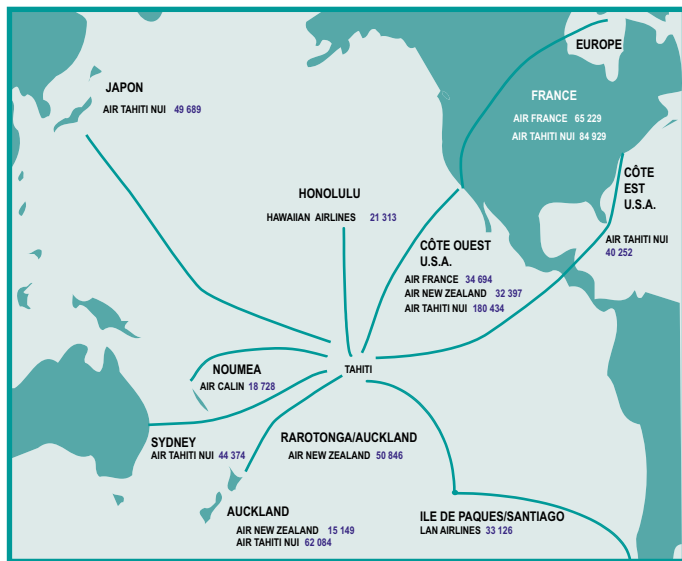 EUROPE
JAPON
AIR TAHITI NUI 49 689
FRANCE
AIR FRANCE 65 229
AIR TAHITI NUI 84 929
CÔTE
EST
U.S.A.
AIR TAHITI NUI
40 252
HONOLULU
HAWAIIAN AIRLINES 21 313
CÔTE OUEST
U.S.A.
AIR FRANCE 34 694
AIR NEW ZEALAND 32 397
AIR TAHITI NUI 180 434
TAHITI
NOUMEA
AIR CALIN 18 728
SYDNEY
AIR TAHITI NUI 44 374
RAROTONGA/AUCKLAND
AIR NEW ZEALAND 50 846
AUCKLAND
AIR NEW ZEALAND 15 149
AIR TAHITI NUI 62 084
ILE DE PAQUES/SANTIAGO
LAN AIRLINES 33 126